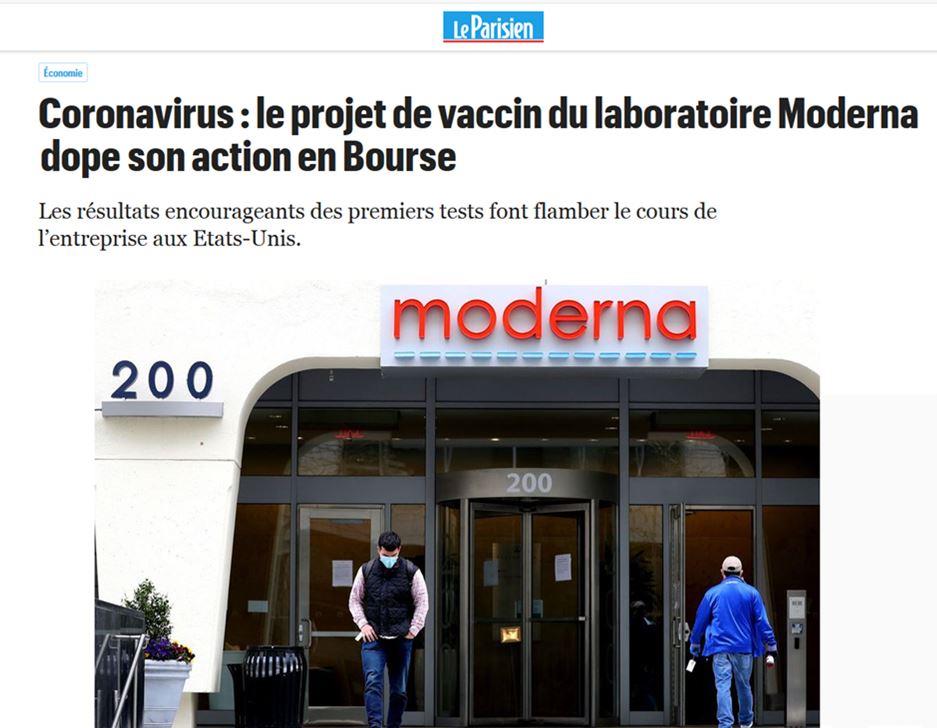 Le Parisien
Économie
Coronavirus : le projet de vaccin du laboratoire Moderna
dope son action en Bourse
Les résultats encourageants des premiers tests font flamber le cours de
l’entreprise aux Etats-Unis.
moderna
200
200